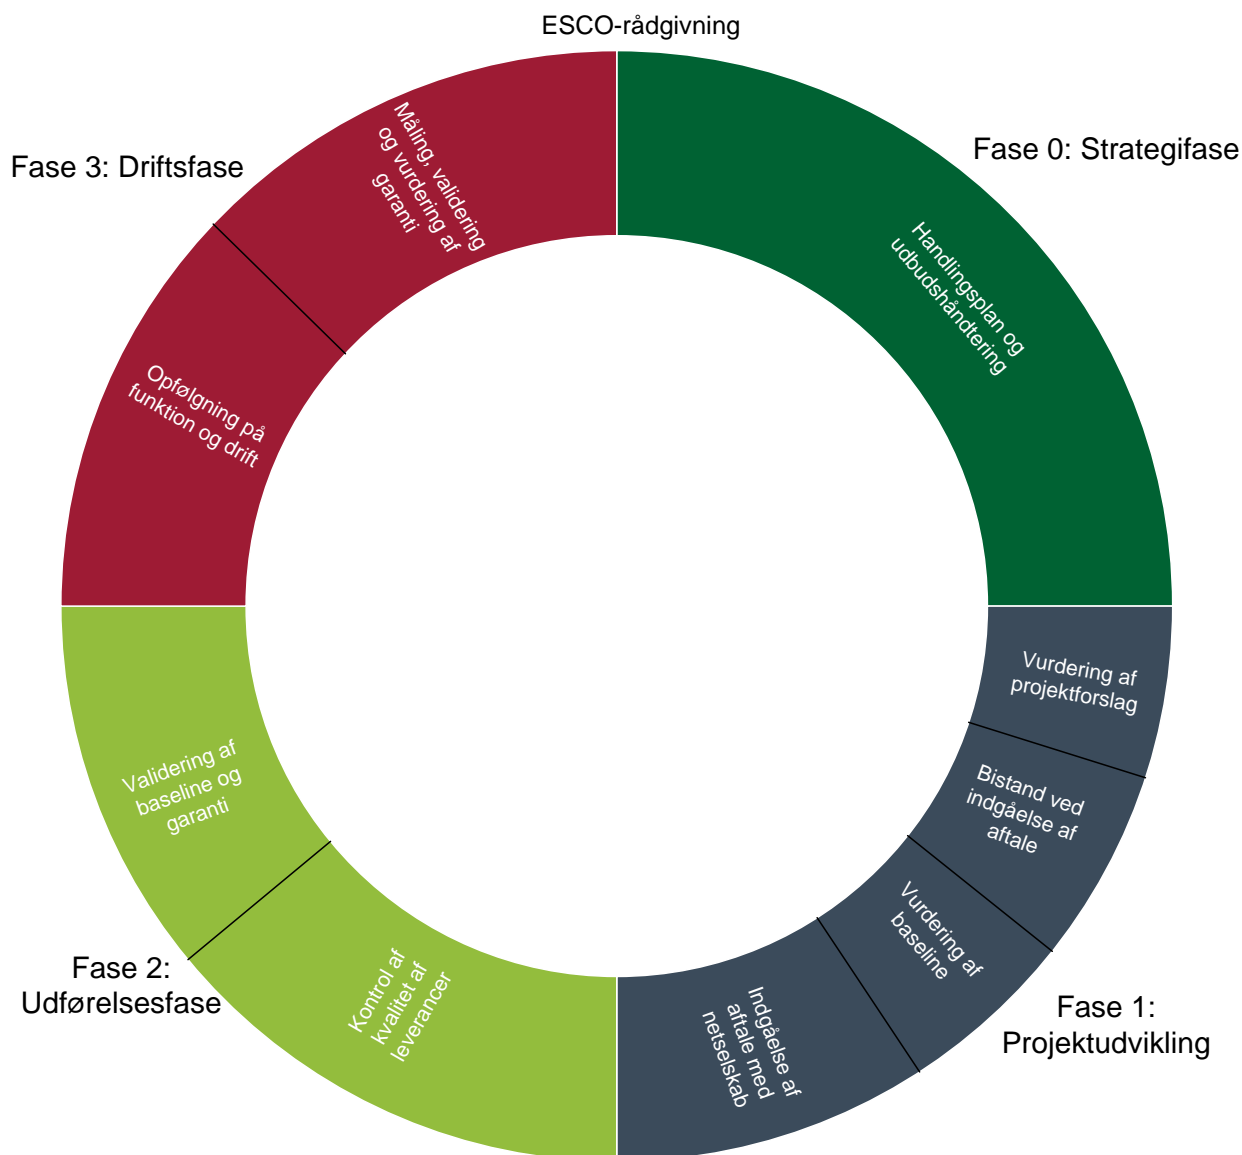 ESCO-rådgivning
Fase 0: Strategifase
Handlingsplan og
udbudshåndtering
Vurdering af
projektforslag
Bistand ved
indgåelse af
aftale
Vurdering af
baseline
Indgåelse af
aftale med
netselskab
Fase 1:
Projektudvikling
Kontrol af
kvalitet af
leverancer
Validering af
baseline og
garanti
Fase 2:
Udførelsesfase
Opfølgning på
funktion og drift
Måling, validering
og vurdering af
garanti
Fase 3: Driftsfase